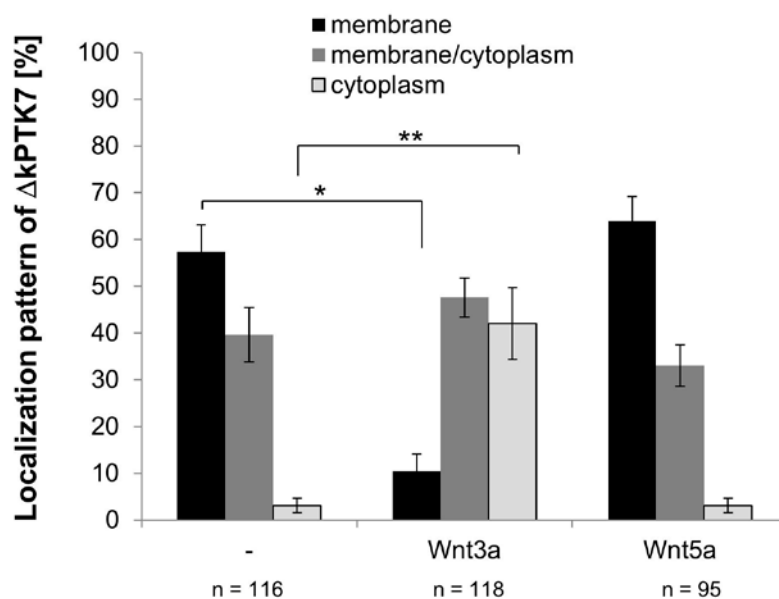 membrane
membrane/cytoplasm
cytoplasm
Localization pattern of ΔkPTK7 [%]
100
90
80
70
60
50
40
30
20
10
0
**
*
- Wnt3a Wnt5a
n = 116 n = 118 n = 95